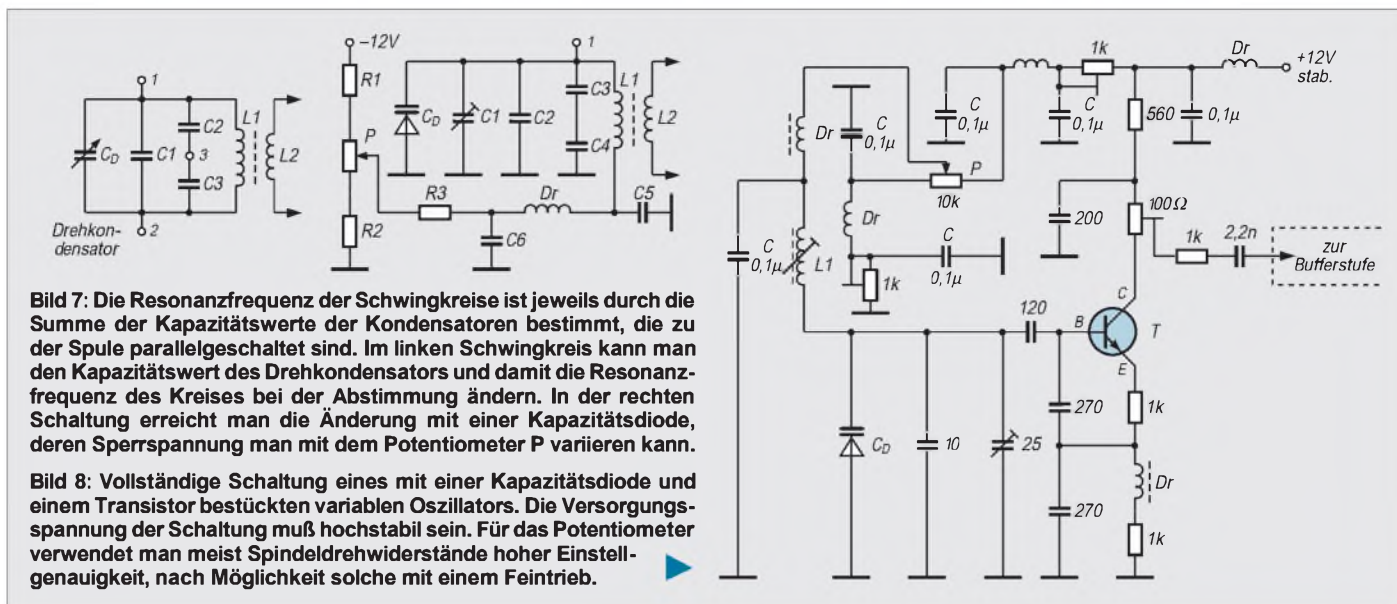 1
C_D
C1
C2
3
C3
L1
L2
Drehkon-
densator
2
–12V
R1
P
R2
R3
C6
Dr
C5
C_D
C1
C2
1
C3
C4
L1
L2
Bild 7: Die Resonanzfrequenz der Schwingkreise ist jeweils durch die
Summe der Kapazitätswerte der Kondensatoren bestimmt, die zu
der Spule parallelgeschaltet sind. Im linken Schwingkreis kann man
den Kapazitätswert des Drehkondensators und damit die Resonanz-
frequenz des Kreises bei der Abstimmung ändern. In der rechten
Schaltung erreicht man die Änderung mit einer Kapazitätsdiode,
deren Sperrspannung man mit dem Potentiometer P variieren kann.
Bild 8: Vollständige Schaltung eines mit einer Kapazitätsdiode und
einem Transistor bestückten variablen Oszillators. Die Versorgungs-
spannung der Schaltung muß hochstabil sein. Für das Potentiometer
verwendet man meist Spindeldrehwiderstände hoher Einstell-
genauigkeit, nach Möglichkeit solche mit einem Feintrieb.
1k
Dr
+12V
stab.
C
0,1µ
C
0,1µ
560
0,1µ
Dr
C
0,1µ
P
10k
Dr
C
0,1µ
L1
1k
C
0,1µ
200
100Ω
1k
2,2n
zur
Bufferstufe
120
B
C
T
E
C_D
10
25
270
1k
270
Dr
1k